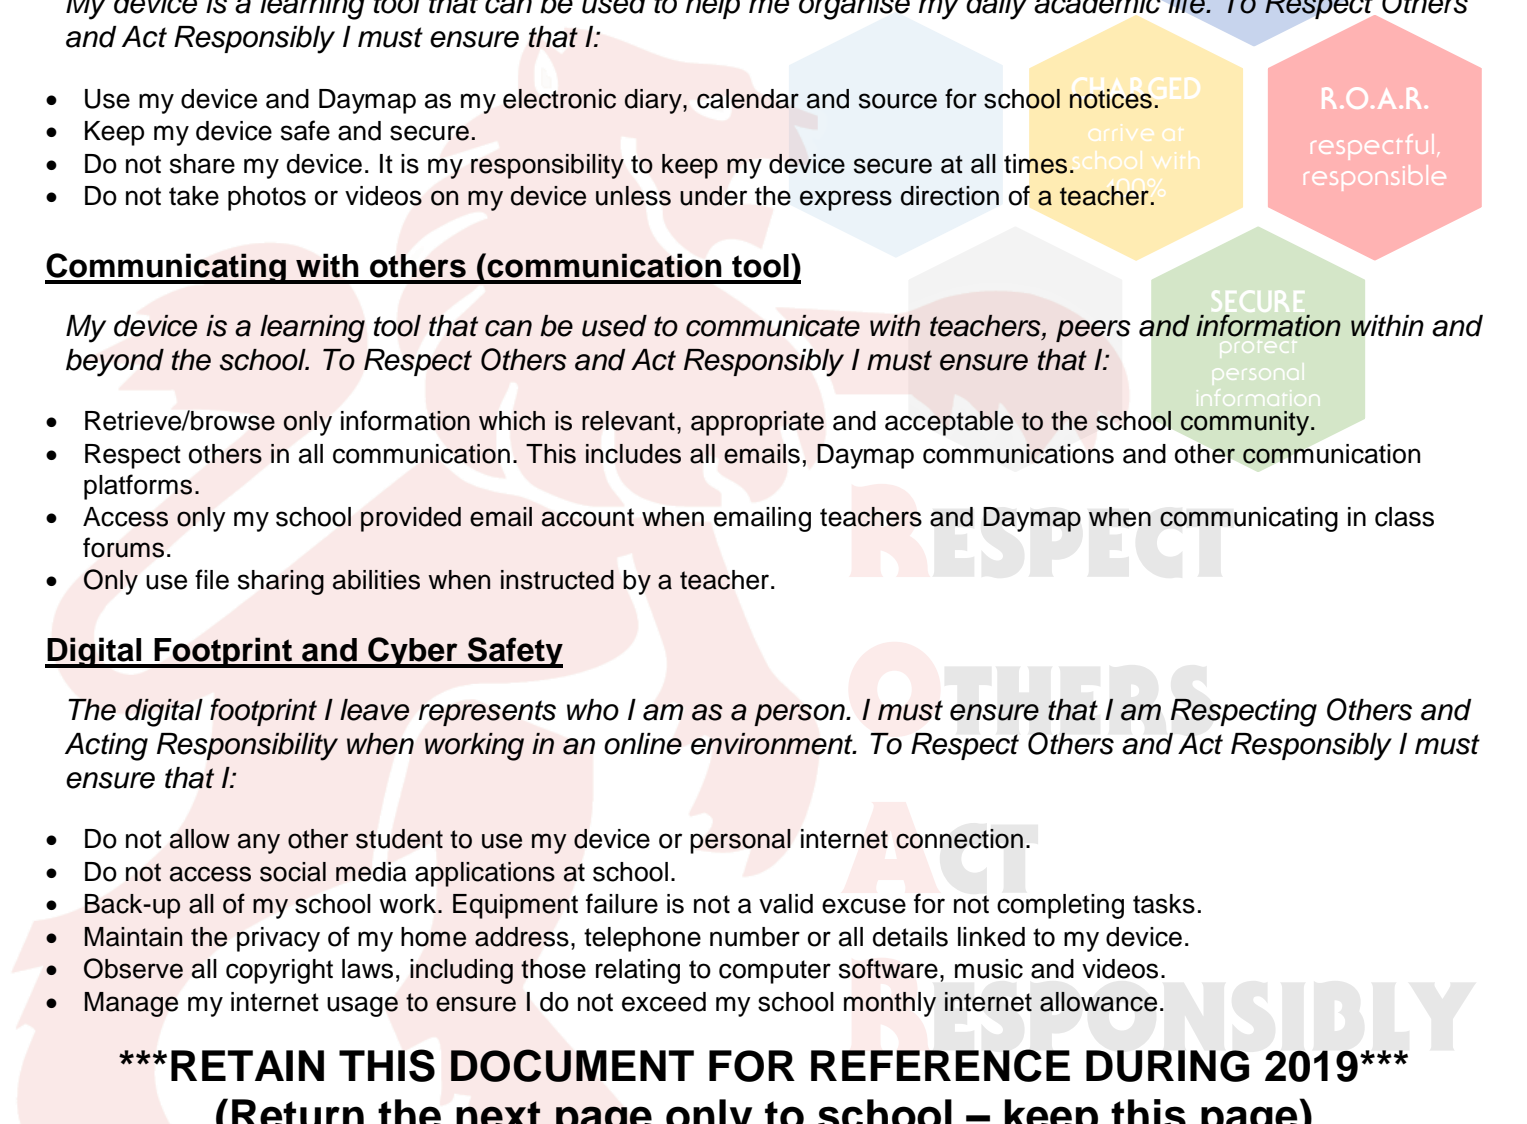 My device is a learning tool that can be used to help me organise my daily academic life. To Respect Others
and Act Responsibly I must ensure that I:
• Use my device and Daymap as my electronic diary, calendar and source for school notices.
• Keep my device safe and secure.
• Do not share my device. It is my responsibility to keep my device secure at all times.
• Do not take photos or videos on my device unless under the express direction of a teacher.
CHARGED
arrive at
school with
100%
R.O.A.R.
respectful,
responsible
Communicating with others (communication tool)
My device is a learning tool that can be used to communicate with teachers, peers and information within and
beyond the school. To Respect Others and Act Responsibly I must ensure that I:
SECURE
protect
personal
information
• Retrieve/browse only information which is relevant, appropriate and acceptable to the school community.
• Respect others in all communication. This includes all emails, Daymap communications and other communication
platforms.
• Access only my school provided email account when emailing teachers and Daymap when communicating in class
forums.
• Only use file sharing abilities when instructed by a teacher.
RESPECT
Digital Footprint and Cyber Safety
OTHERS
The digital footprint I leave represents who I am as a person. I must ensure that I am Respecting Others and
Acting Responsibility when working in an online environment. To Respect Others and Act Responsibly I must
ensure that I:
• Do not allow any other student to use my device or personal internet connection.
• Do not access social media applications at school.
ACT
• Back-up all of my school work. Equipment failure is not a valid excuse for not completing tasks.
• Maintain the privacy of my home address, telephone number or all details linked to my device.
• Observe all copyright laws, including those relating to computer software, music and videos.
• Manage my internet usage to ensure I do not exceed my school monthly internet allowance.
RESPONSIBLY
***RETAIN THIS DOCUMENT FOR REFERENCE DURING 2019***
(Return the next page only to school – keep this page)